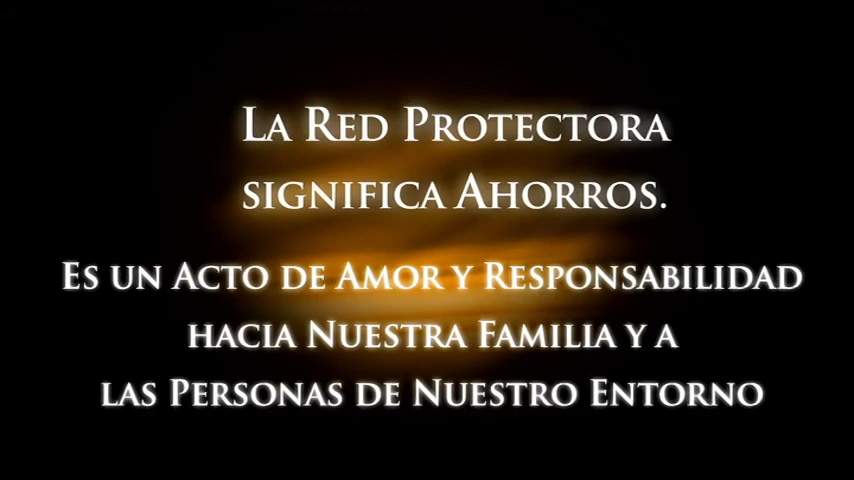 La Red Protectora
significa Ahorros.
Es un Acto de Amor y Responsabilidad
hacia Nuestra Familia y a
las Personas de Nuestro Entorno